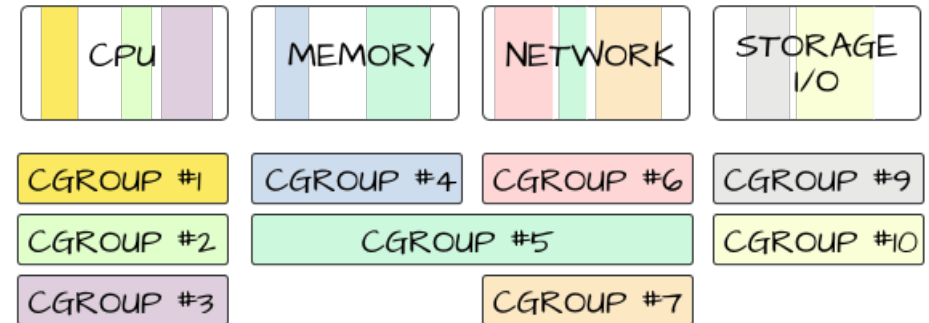 CPU
MEMORY
NETWORK
STORAGE
I/O
CGROUP #1
CGROUP #4
CGROUP #6
CGROUP #9
CGROUP #2
CGROUP #5
CGROUP #10
CGROUP #3
CGROUP #7